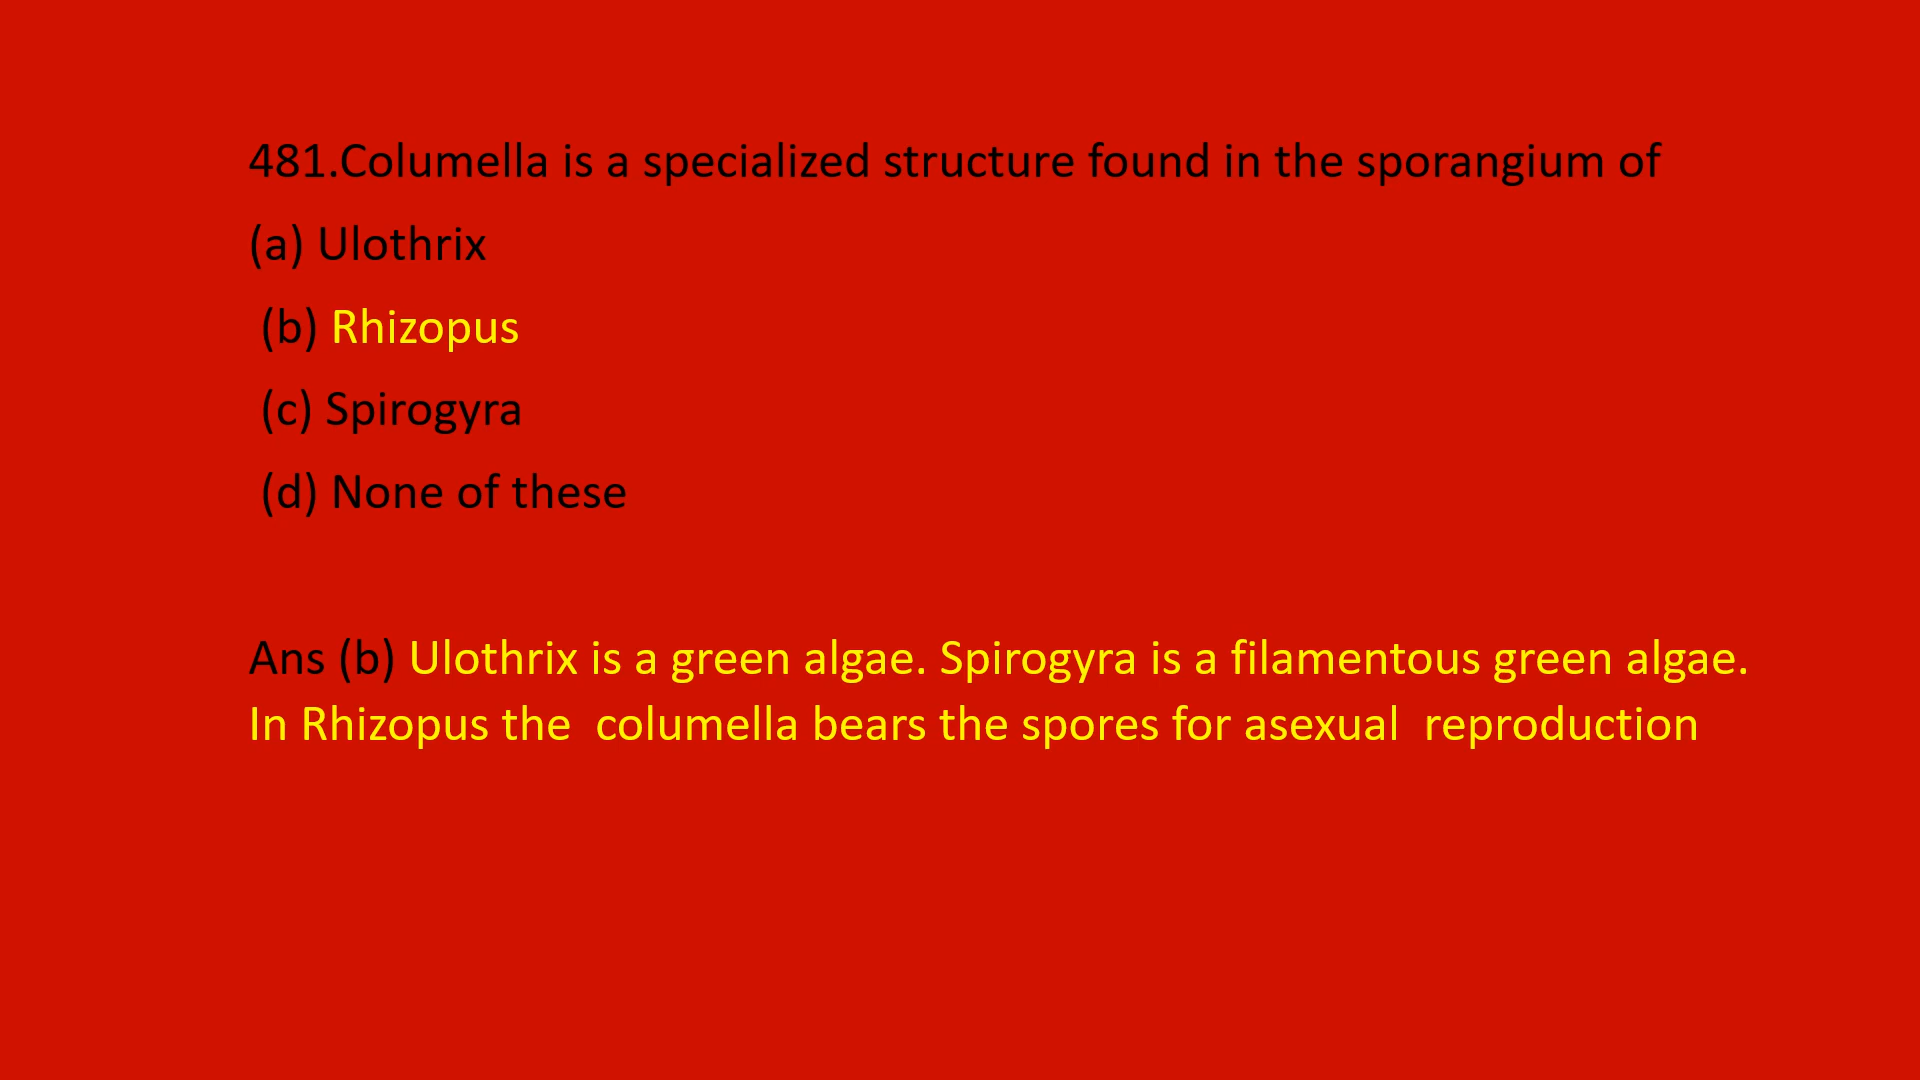 481.Columella is a specialized structure found in the sporangium of
(a) Ulothrix
(b) Rhizopus
(c) Spirogyra
(d) None of these
Ans (b) Ulothrix is a green algae. Spirogyra is a filamentous green algae.
In Rhizopus the  columella bears the spores for asexual  reproduction